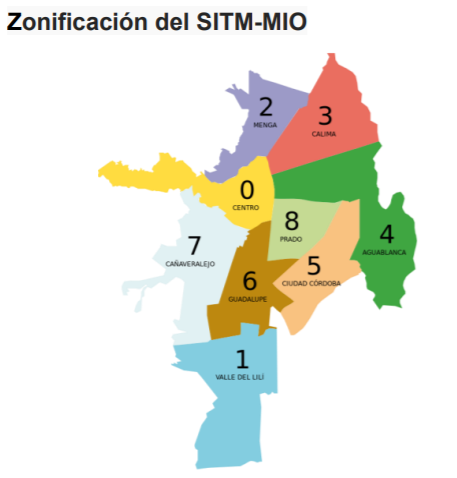 Zonificación del SITM-MIO
2
MENGA
3
CALIMA
0
CENTRO
8
PRADO
4
AGUABLANCA
7
CAÑAVERALEJO
5
CIUDAD CÓRDOBA
6
GUADALUPE
1
VALLE DEL LILÍ